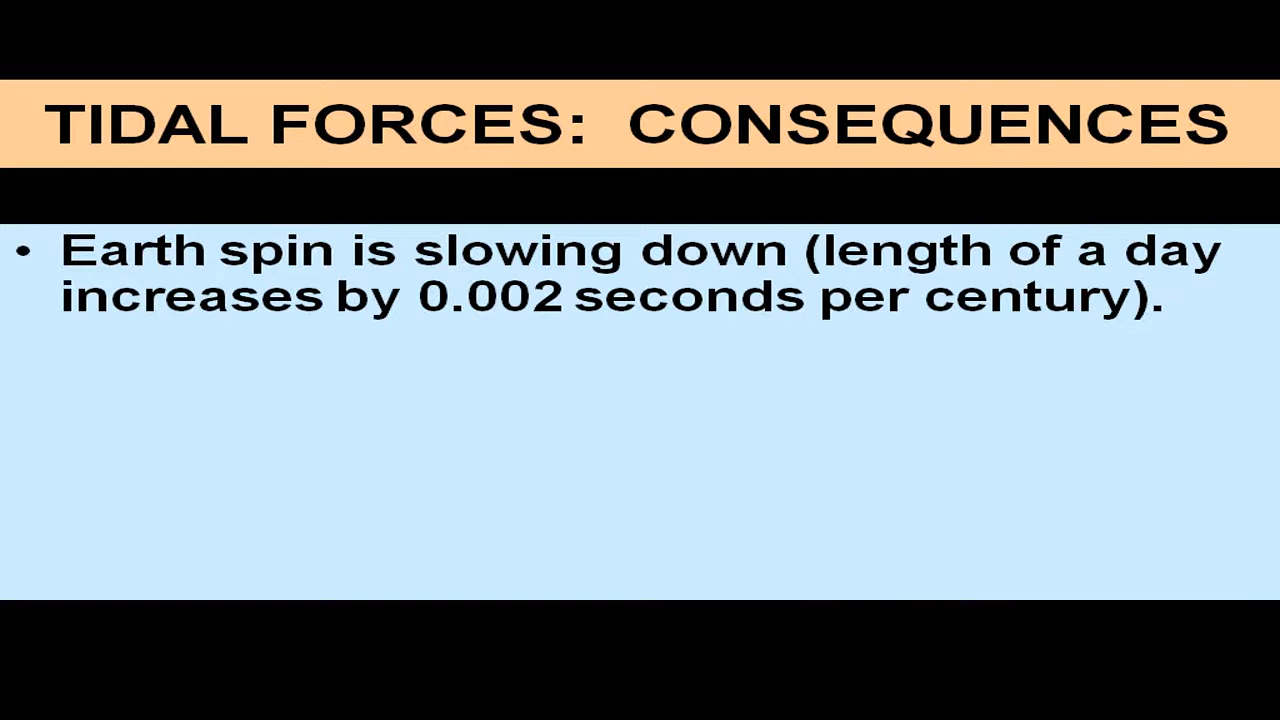 TIDAL FORCES: CONSEQUENCES
• Earth spin is slowing down (length of a day
increases by 0.002 seconds per century).